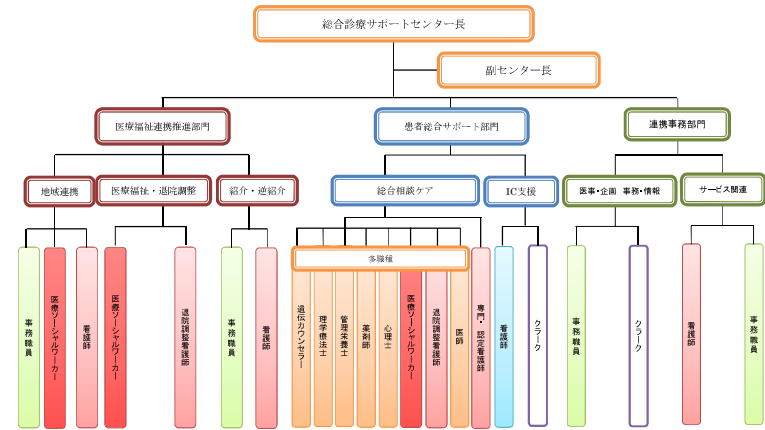 総合診療サポートセンター長
副センター長
医療福祉連携推進部門
患者総合サポート部門
連携事務部門
地域連携
医療福祉・退院調整
紹介・逆紹介
総合相談ケア
IC支援
医事・企画 事務・情報
サービス関連
多職種
事務職員
医療ソーシャルワーカー
看護師
医療ソーシャルワーカー
退院調整看護師
事務職員
看護師
遺伝カウンセラー
理学療法士
管理栄養士
薬剤師
心理士
医療ソーシャルワーカー
退院調整看護師
医師
専門・認定看護師
看護師
クラーク
事務職員
クラーク
看護師
事務職員